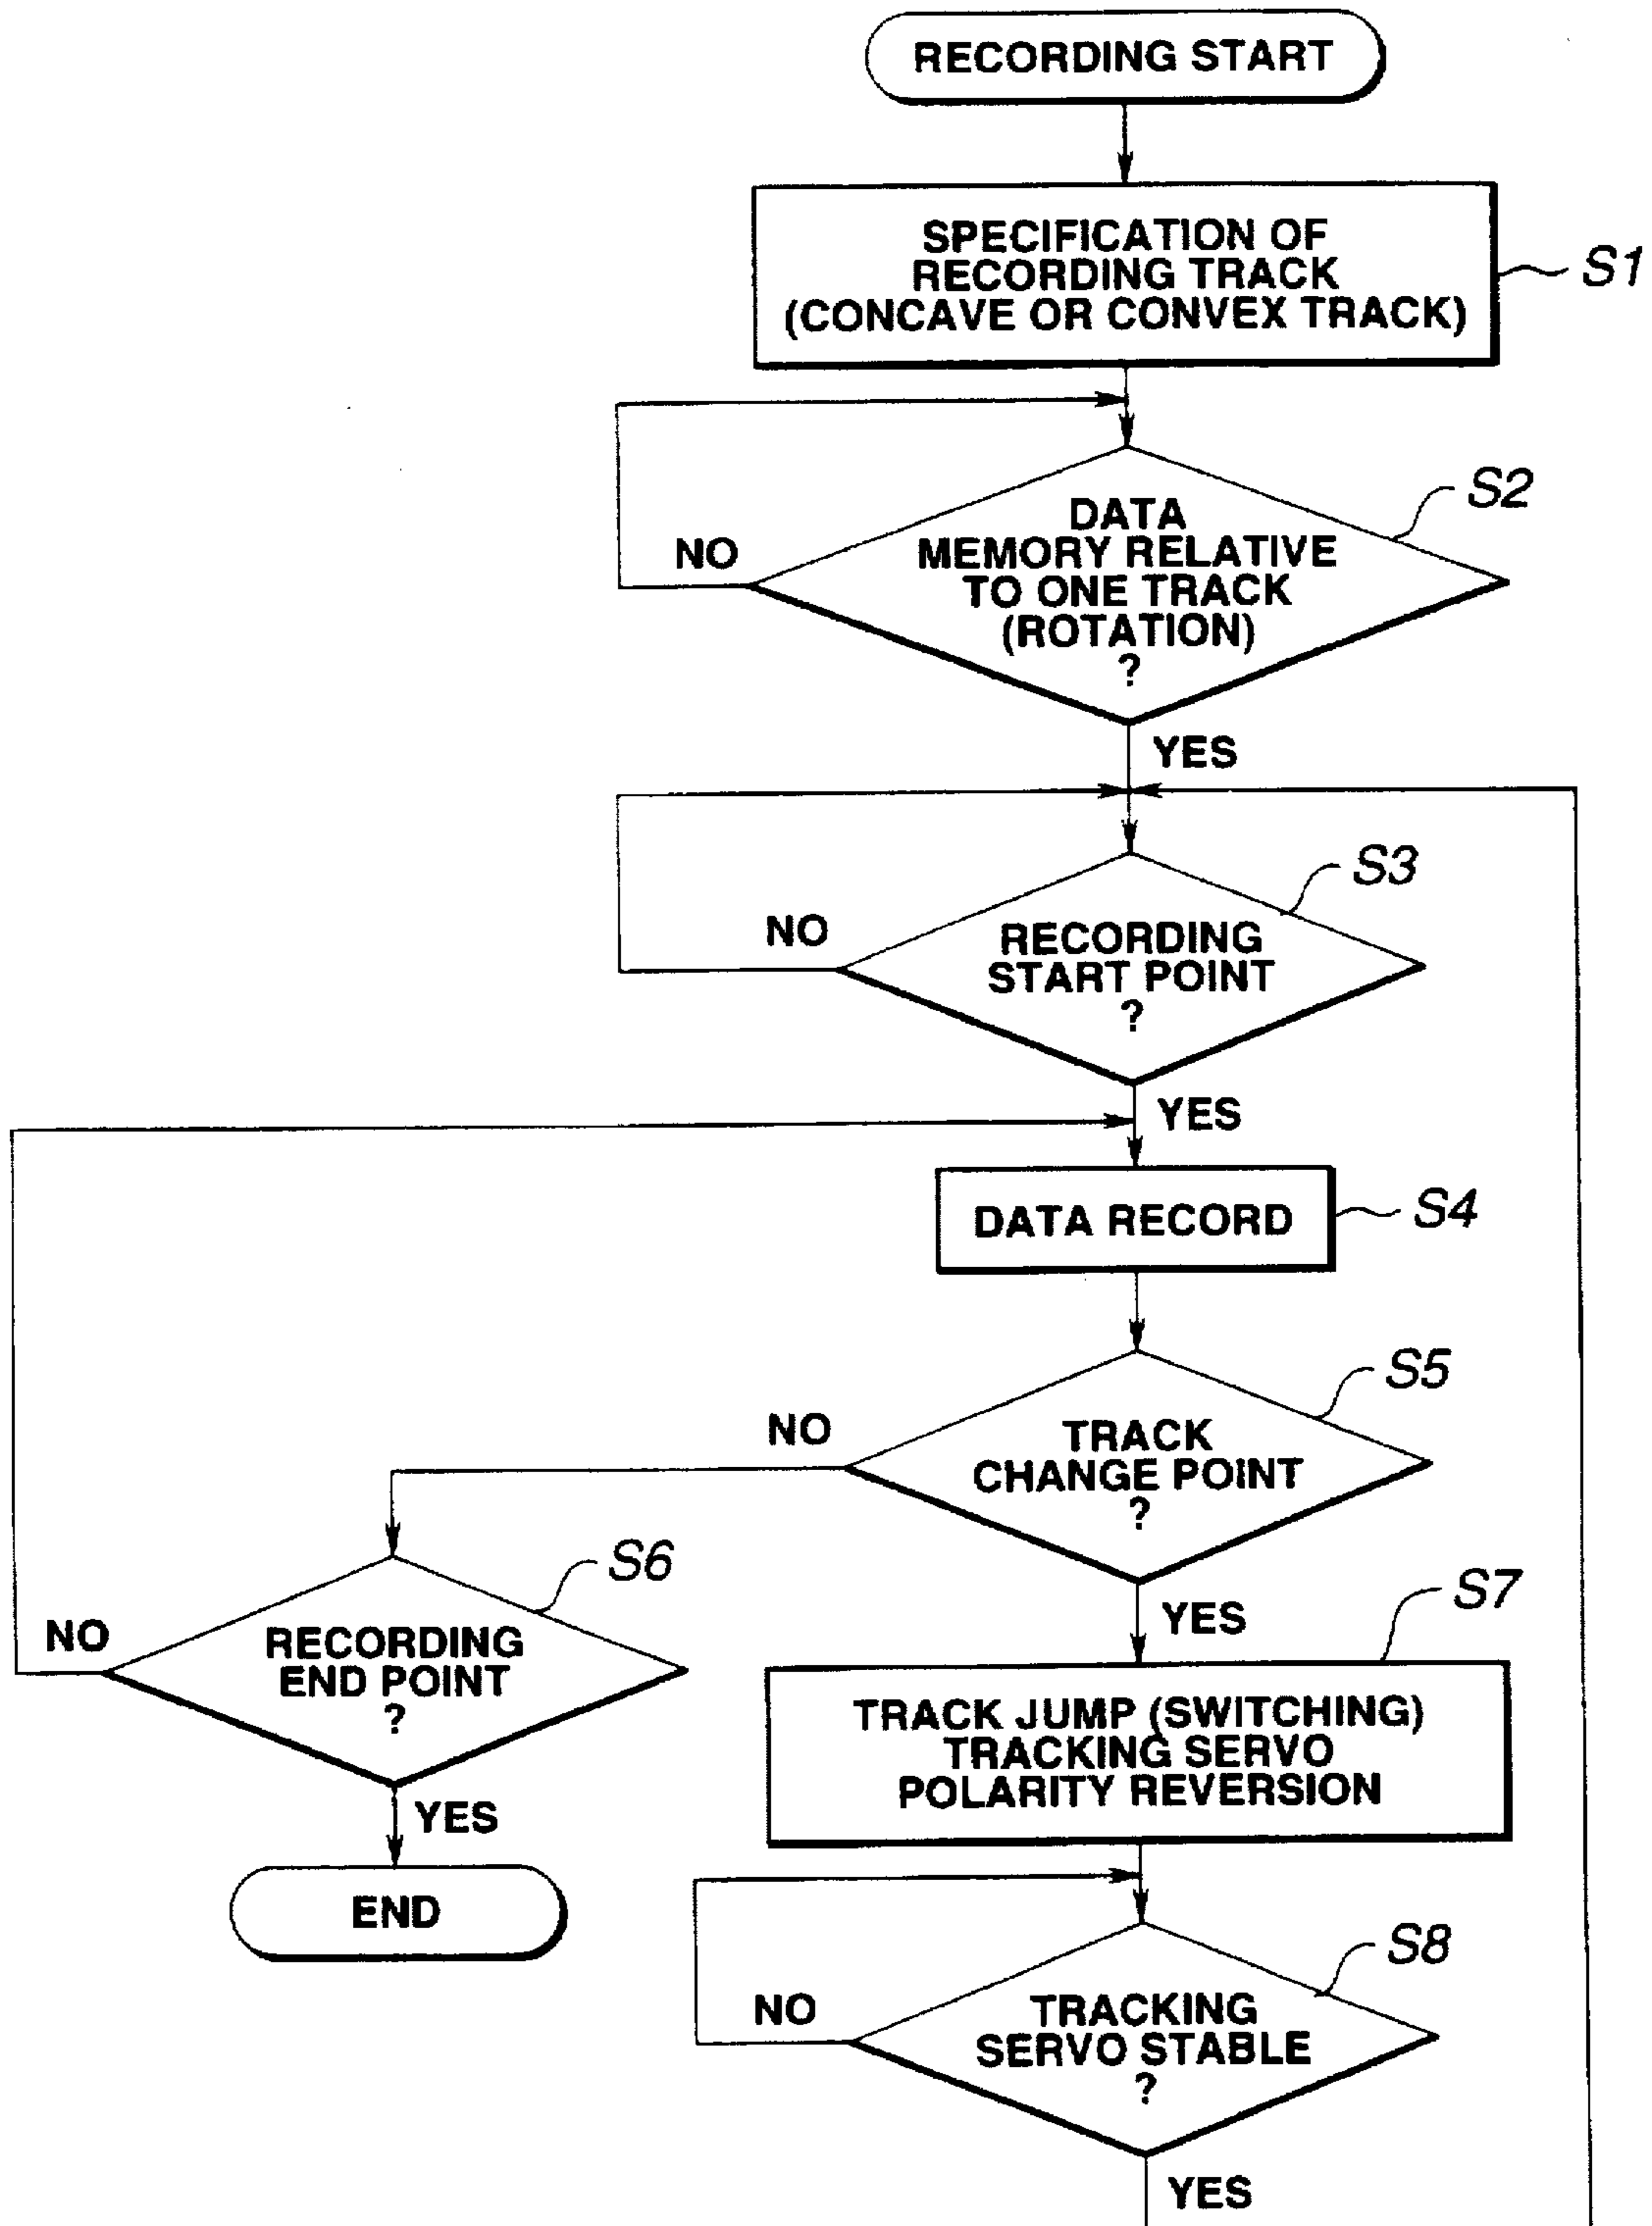 RECORDING START
SPECIFICATION OF
RECORDING TRACK
(CONCAVE OR CONVEX TRACK)
S1
S2
DATA
MEMORY RELATIVE
TO ONE TRACK
(ROTATION)
?
NO
YES
S3
NO
RECORDING
START POINT
?
YES
DATA RECORD
S4
S5
NO
TRACK
CHANGE POINT
?
S6
NO
RECORDING
END POINT
?
YES
END
YES
S7
TRACK JUMP (SWITCHING)
TRACKING SERVO
POLARITY REVERSION
S8
NO
TRACKING
SERVO STABLE
?
YES